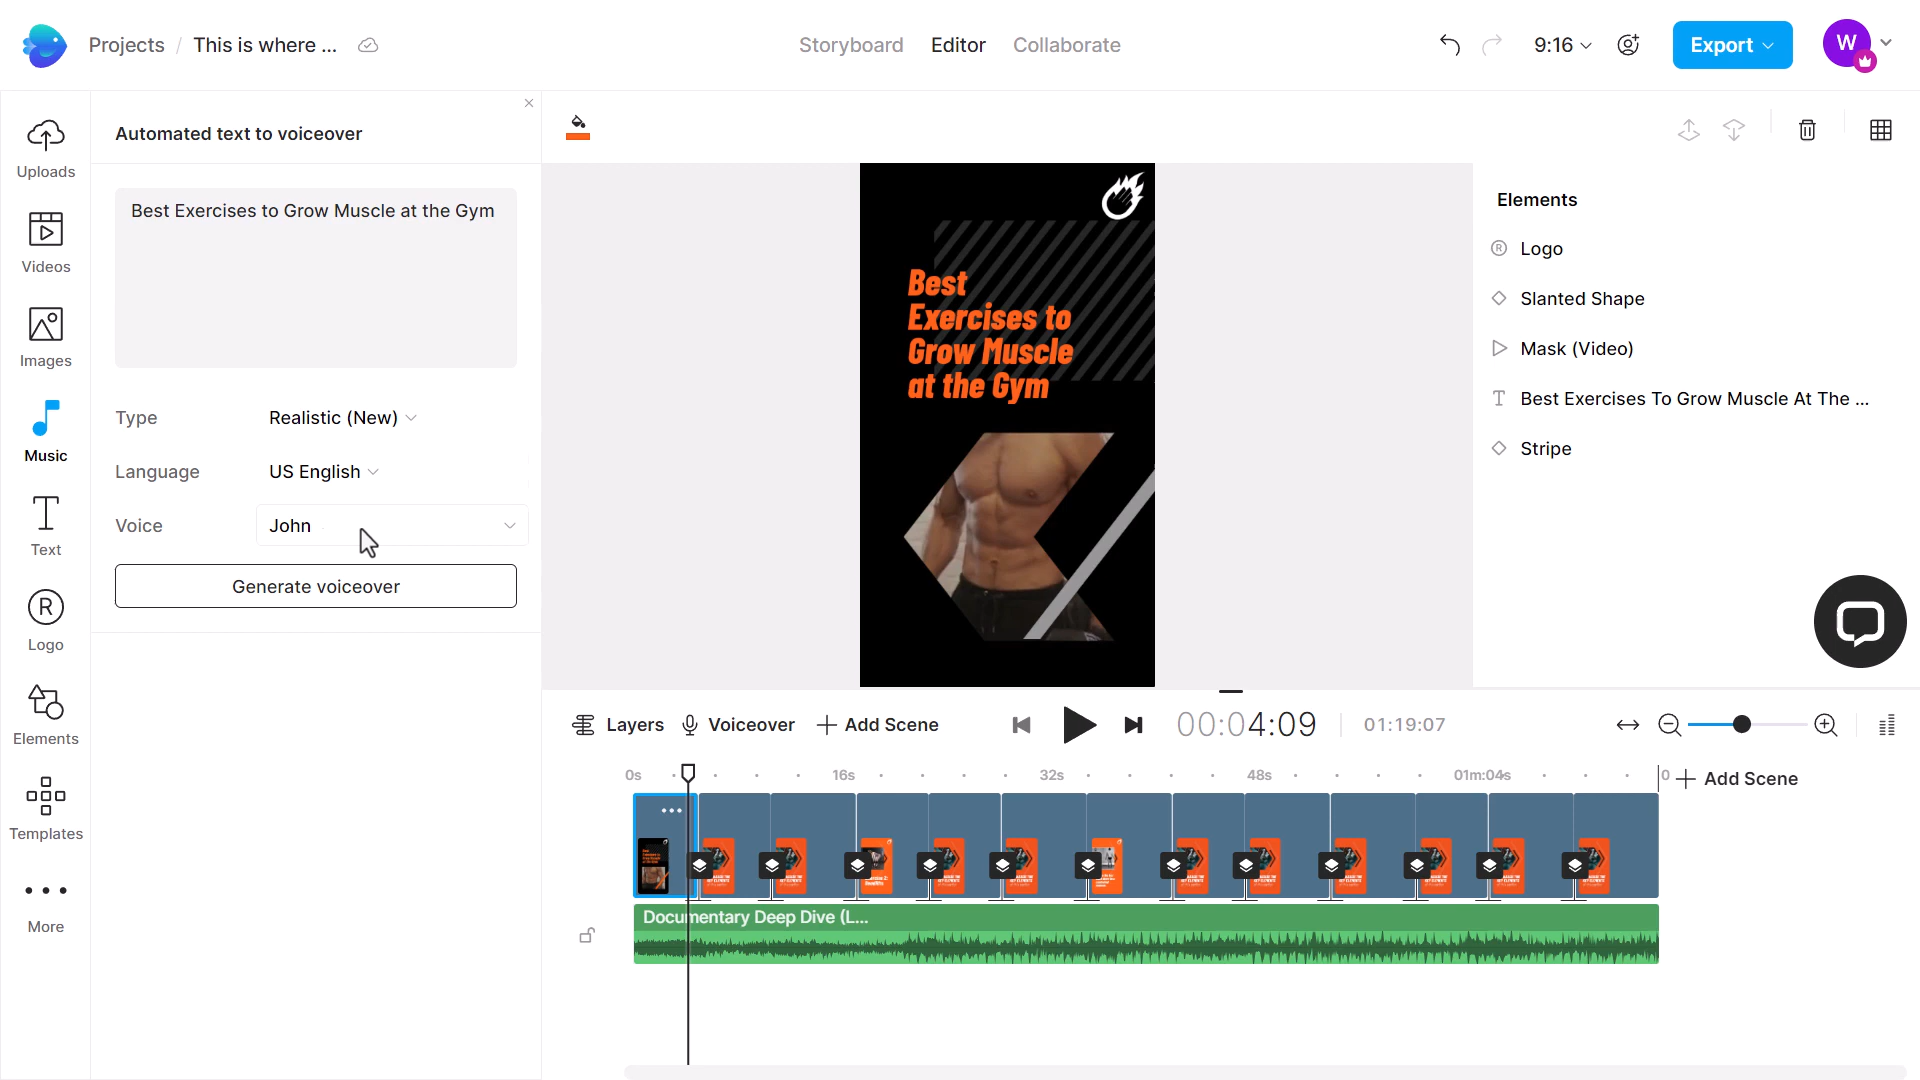 Projects / This is where ...
Storyboard Editor Collaborate
9:16
Export
W
Uploads
Videos
Images
Music
Text
Logo
Elements
Templates
More
Automated text to voiceover
Best Exercises to Grow Muscle at the Gym
Type Realistic (New)
Language US English
Voice John
Generate voiceover
Best
Exercises to
Grow Muscle
at the Gym
Elements
Logo
Slanted Shape
Mask (Video)
Best Exercises To Grow Muscle At The ...
Stripe
Layers Voiceover Add Scene
00:04:09 01:19:07
0s 16s 32s 48s 01m:04s
Add Scene
Documentary Deep Dive (L...